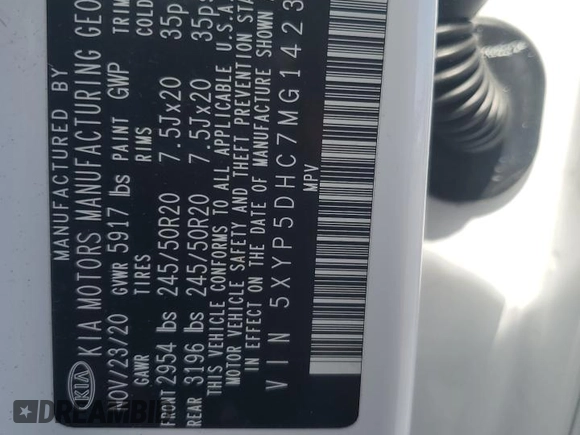 MANUFACTURED BY
KIA KIA MOTORS MANUFACTURING GEO
NOV/23/20 GVWR 5917 lbs PAINT GWP TRIM
GAWR TIRES RIMS COLD
FRONT 2954 lbs 245/50R20 7.5Jx20 35p
REAR 3196 lbs 245/50R20 7.5Jx20 35ps
THIS VEHICLE CONFORMS TO ALL APPLICABLE U.S.A
MOTOR VEHICLE SAFETY AND THEFT PREVENTION STA
IN EFFECT ON THE DATE OF MANUFACTURE SHOWN
VIN 5XYP5DHC7MG1423
MPV
DREAMBID